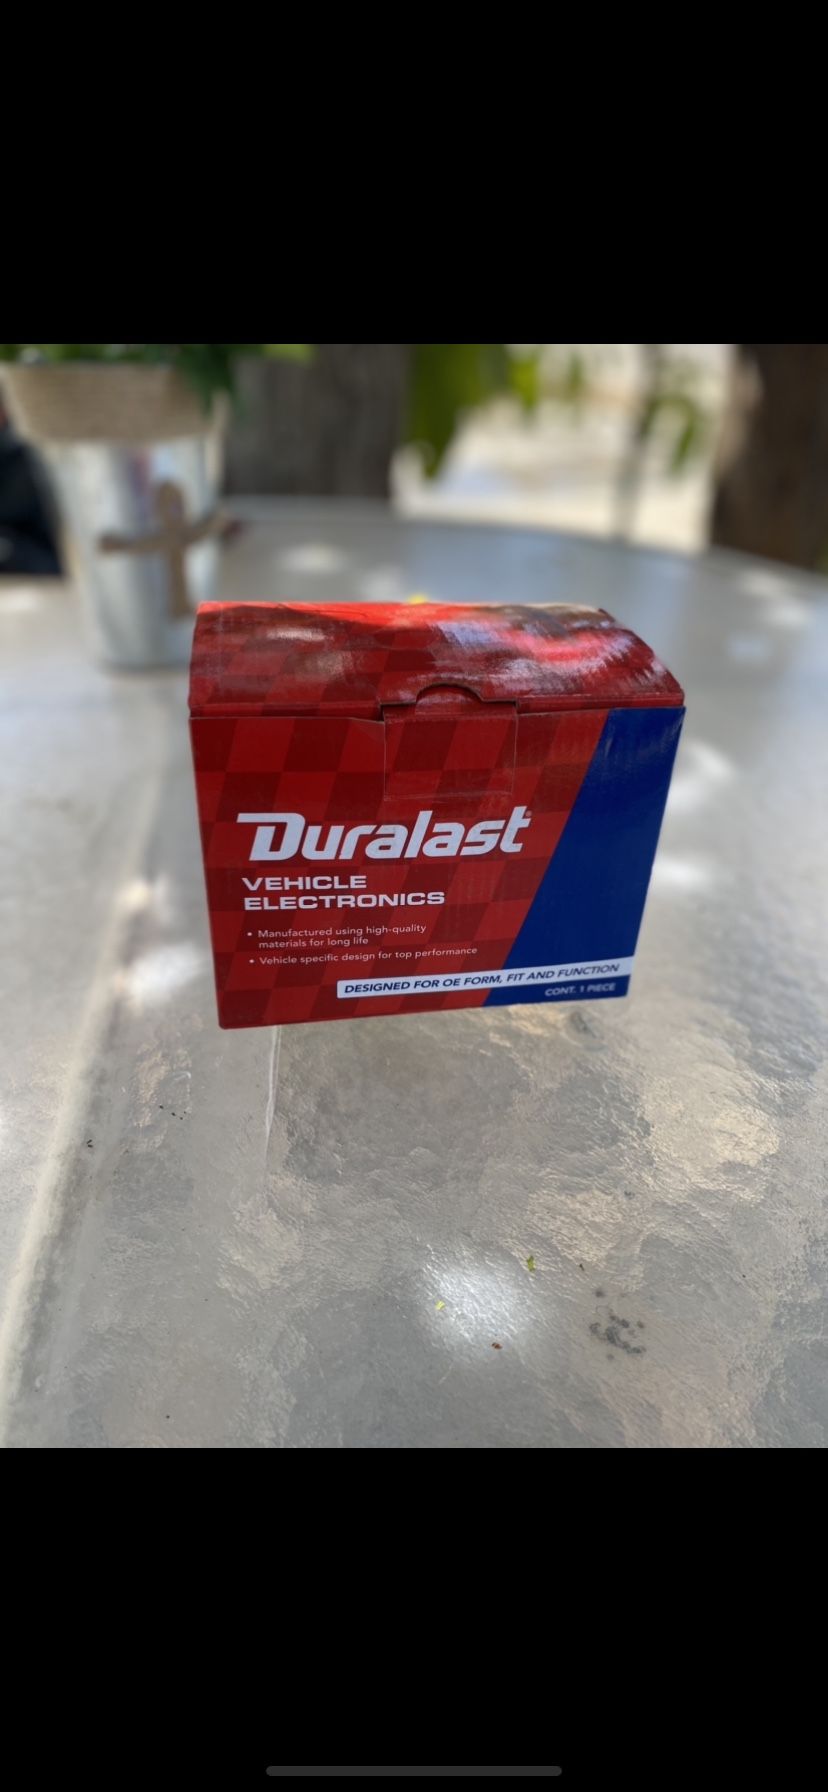 Duralast
VEHICLE
ELECTRONICS
• Manufactured using high-quality
materials for long life
• Vehicle specific design for top performance
DESIGNED FOR OE FORM, FIT AND FUNCTION
CONT. 1 PIECE